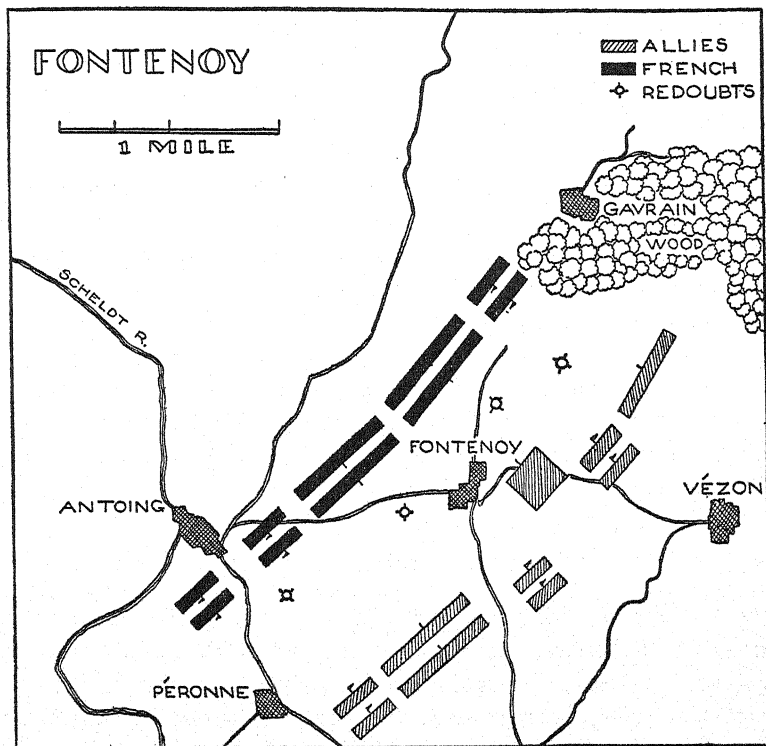 FONTENOY
1 MILE
ALLIES
FRENCH
REDOUBTS
GAVRAIN
WOOD
SCHELDT R.
FONTENOY
ANTOING
VÉZON
PÉRONNE